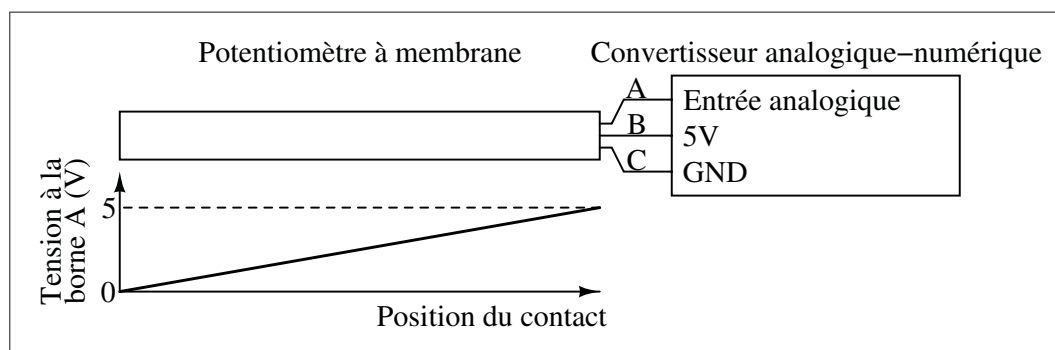 Potentiomètre à membrane
Convertisseur analogique−numérique
A
Entrée analogique
B
5V
C
GND
Tension à la
borne A (V)
5
0
Position du contact